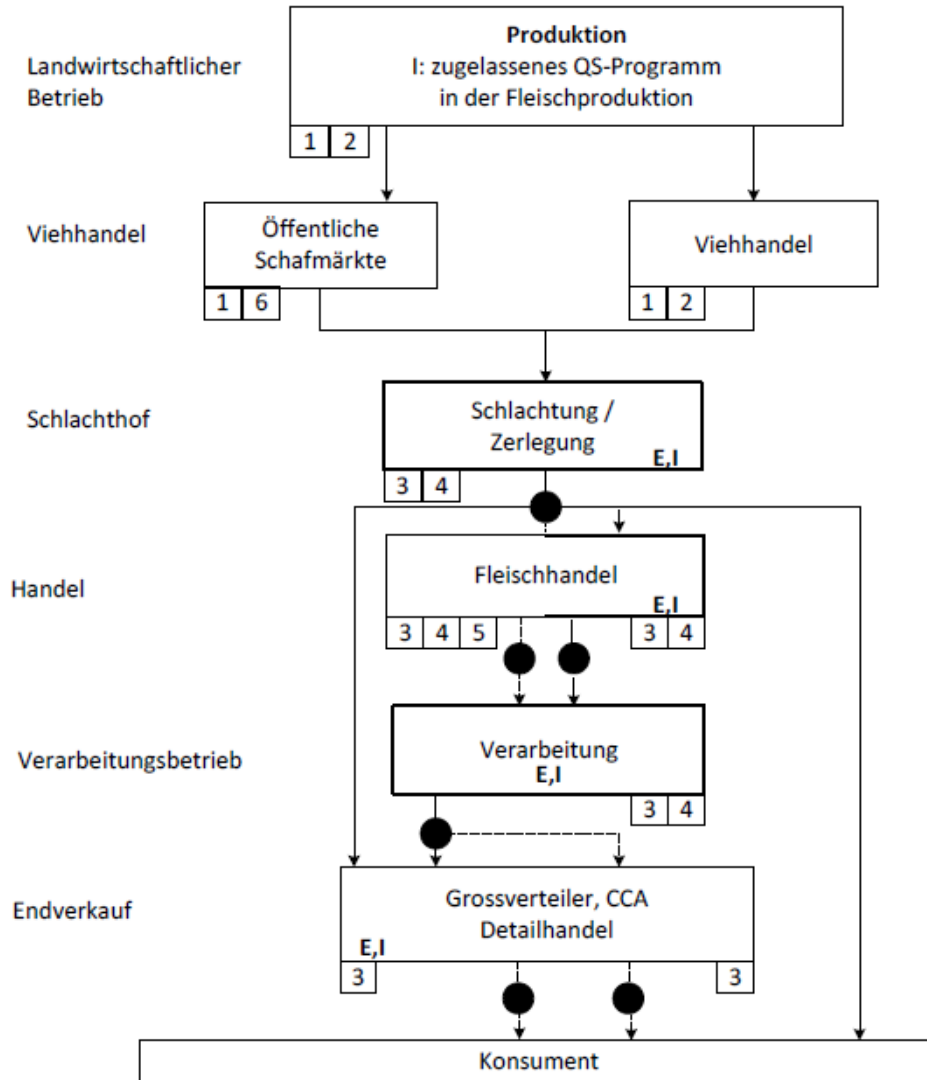 Produktion
I: zugelassenes QS-Programm
in der Fleischproduktion
Landwirtschaftlicher
Betrieb
1 2
Viehhandel
Öffentliche
Schafmärkte
Viehhandel
1 6
1 2
Schlachthof
Schlachtung /
Zerlegung
E,I
3 4
Handel
Fleischhandel
E,I
3 4 5
3 4
Verarbeitungsbetrieb
Verarbeitung
E,I
3 4
Endverkauf
Grossverteiler, CCA
Detailhandel
E,I
3
3
Konsument